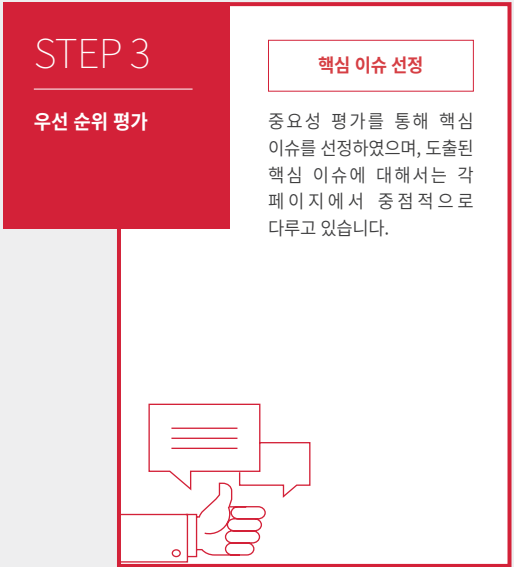 STEP 3
우선 순위 평가
핵심 이슈 선정
중요성 평가를 통해 핵심
이슈를 선정하였으며, 도출된
핵심 이슈에 대해서는 각
페이지에서 중점적으로
다루고 있습니다.